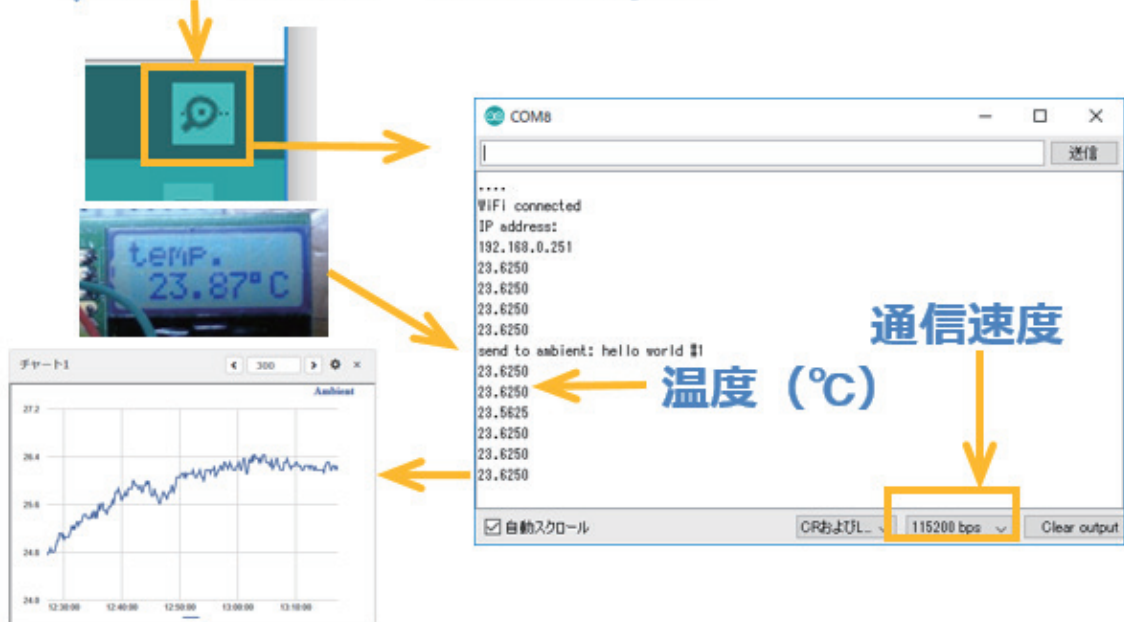 COM8
送信
....
WiFi connected
IP address:
192.168.0.251
23.6250
23.6250
23.6250
23.6250
send to ambient: hello world #1
23.6250
23.6250
23.5625
23.6250
23.6250
23.6250
通信速度
温度（℃）
自動スクロール
CRおよびL...
115200 bps
Clear output
temp.
23.87°C
チャート1
300
Ambient
27.2
26.4
25.6
24.8
24.0
12:30:00 12:40:00 12:50:00 13:00:00 13:10:00